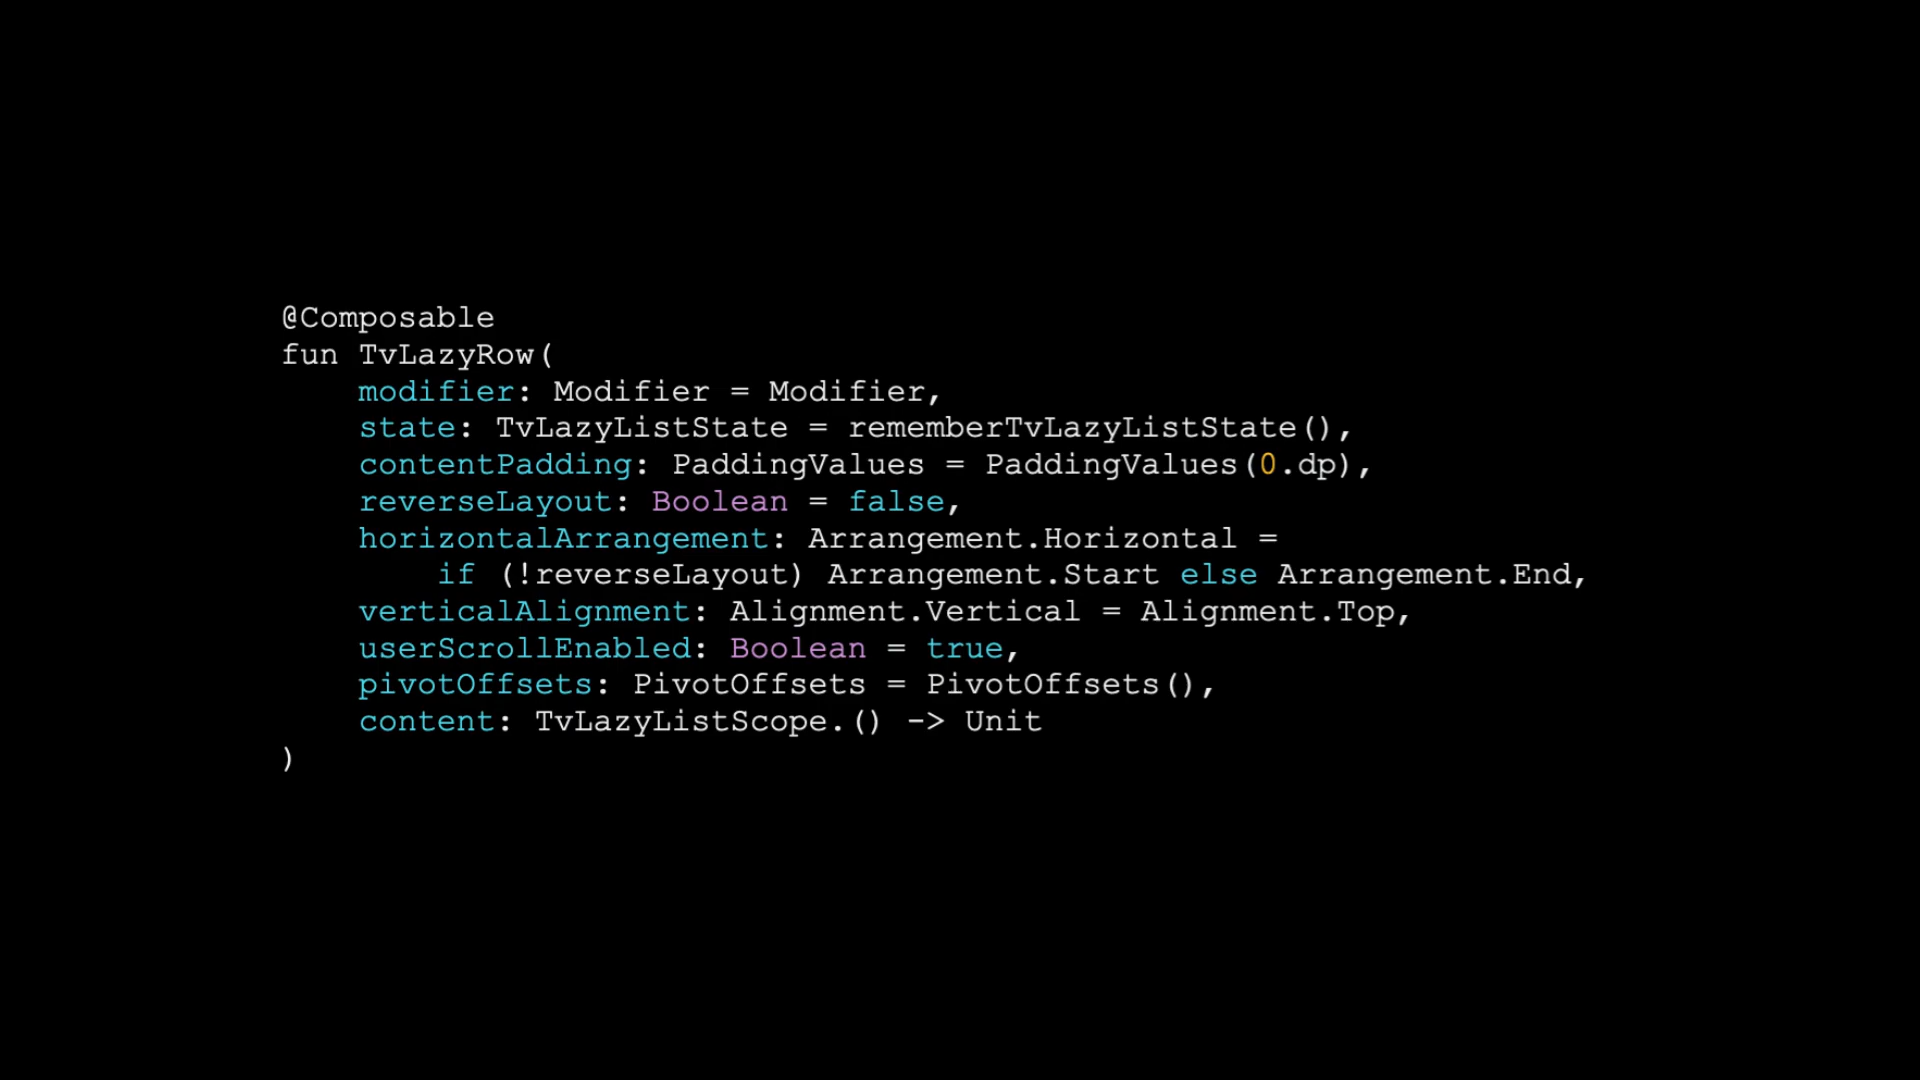 @Composable
fun TvLazyRow(
    modifier: Modifier = Modifier,
    state: TvLazyListState = rememberTvLazyListState(),
    contentPadding: PaddingValues = PaddingValues(0.dp),
    reverseLayout: Boolean = false,
    horizontalArrangement: Arrangement.Horizontal =
        if (!reverseLayout) Arrangement.Start else Arrangement.End,
    verticalAlignment: Alignment.Vertical = Alignment.Top,
    userScrollEnabled: Boolean = true,
    pivotOffsets: PivotOffsets = PivotOffsets(),
    content: TvLazyListScope.() -> Unit
)